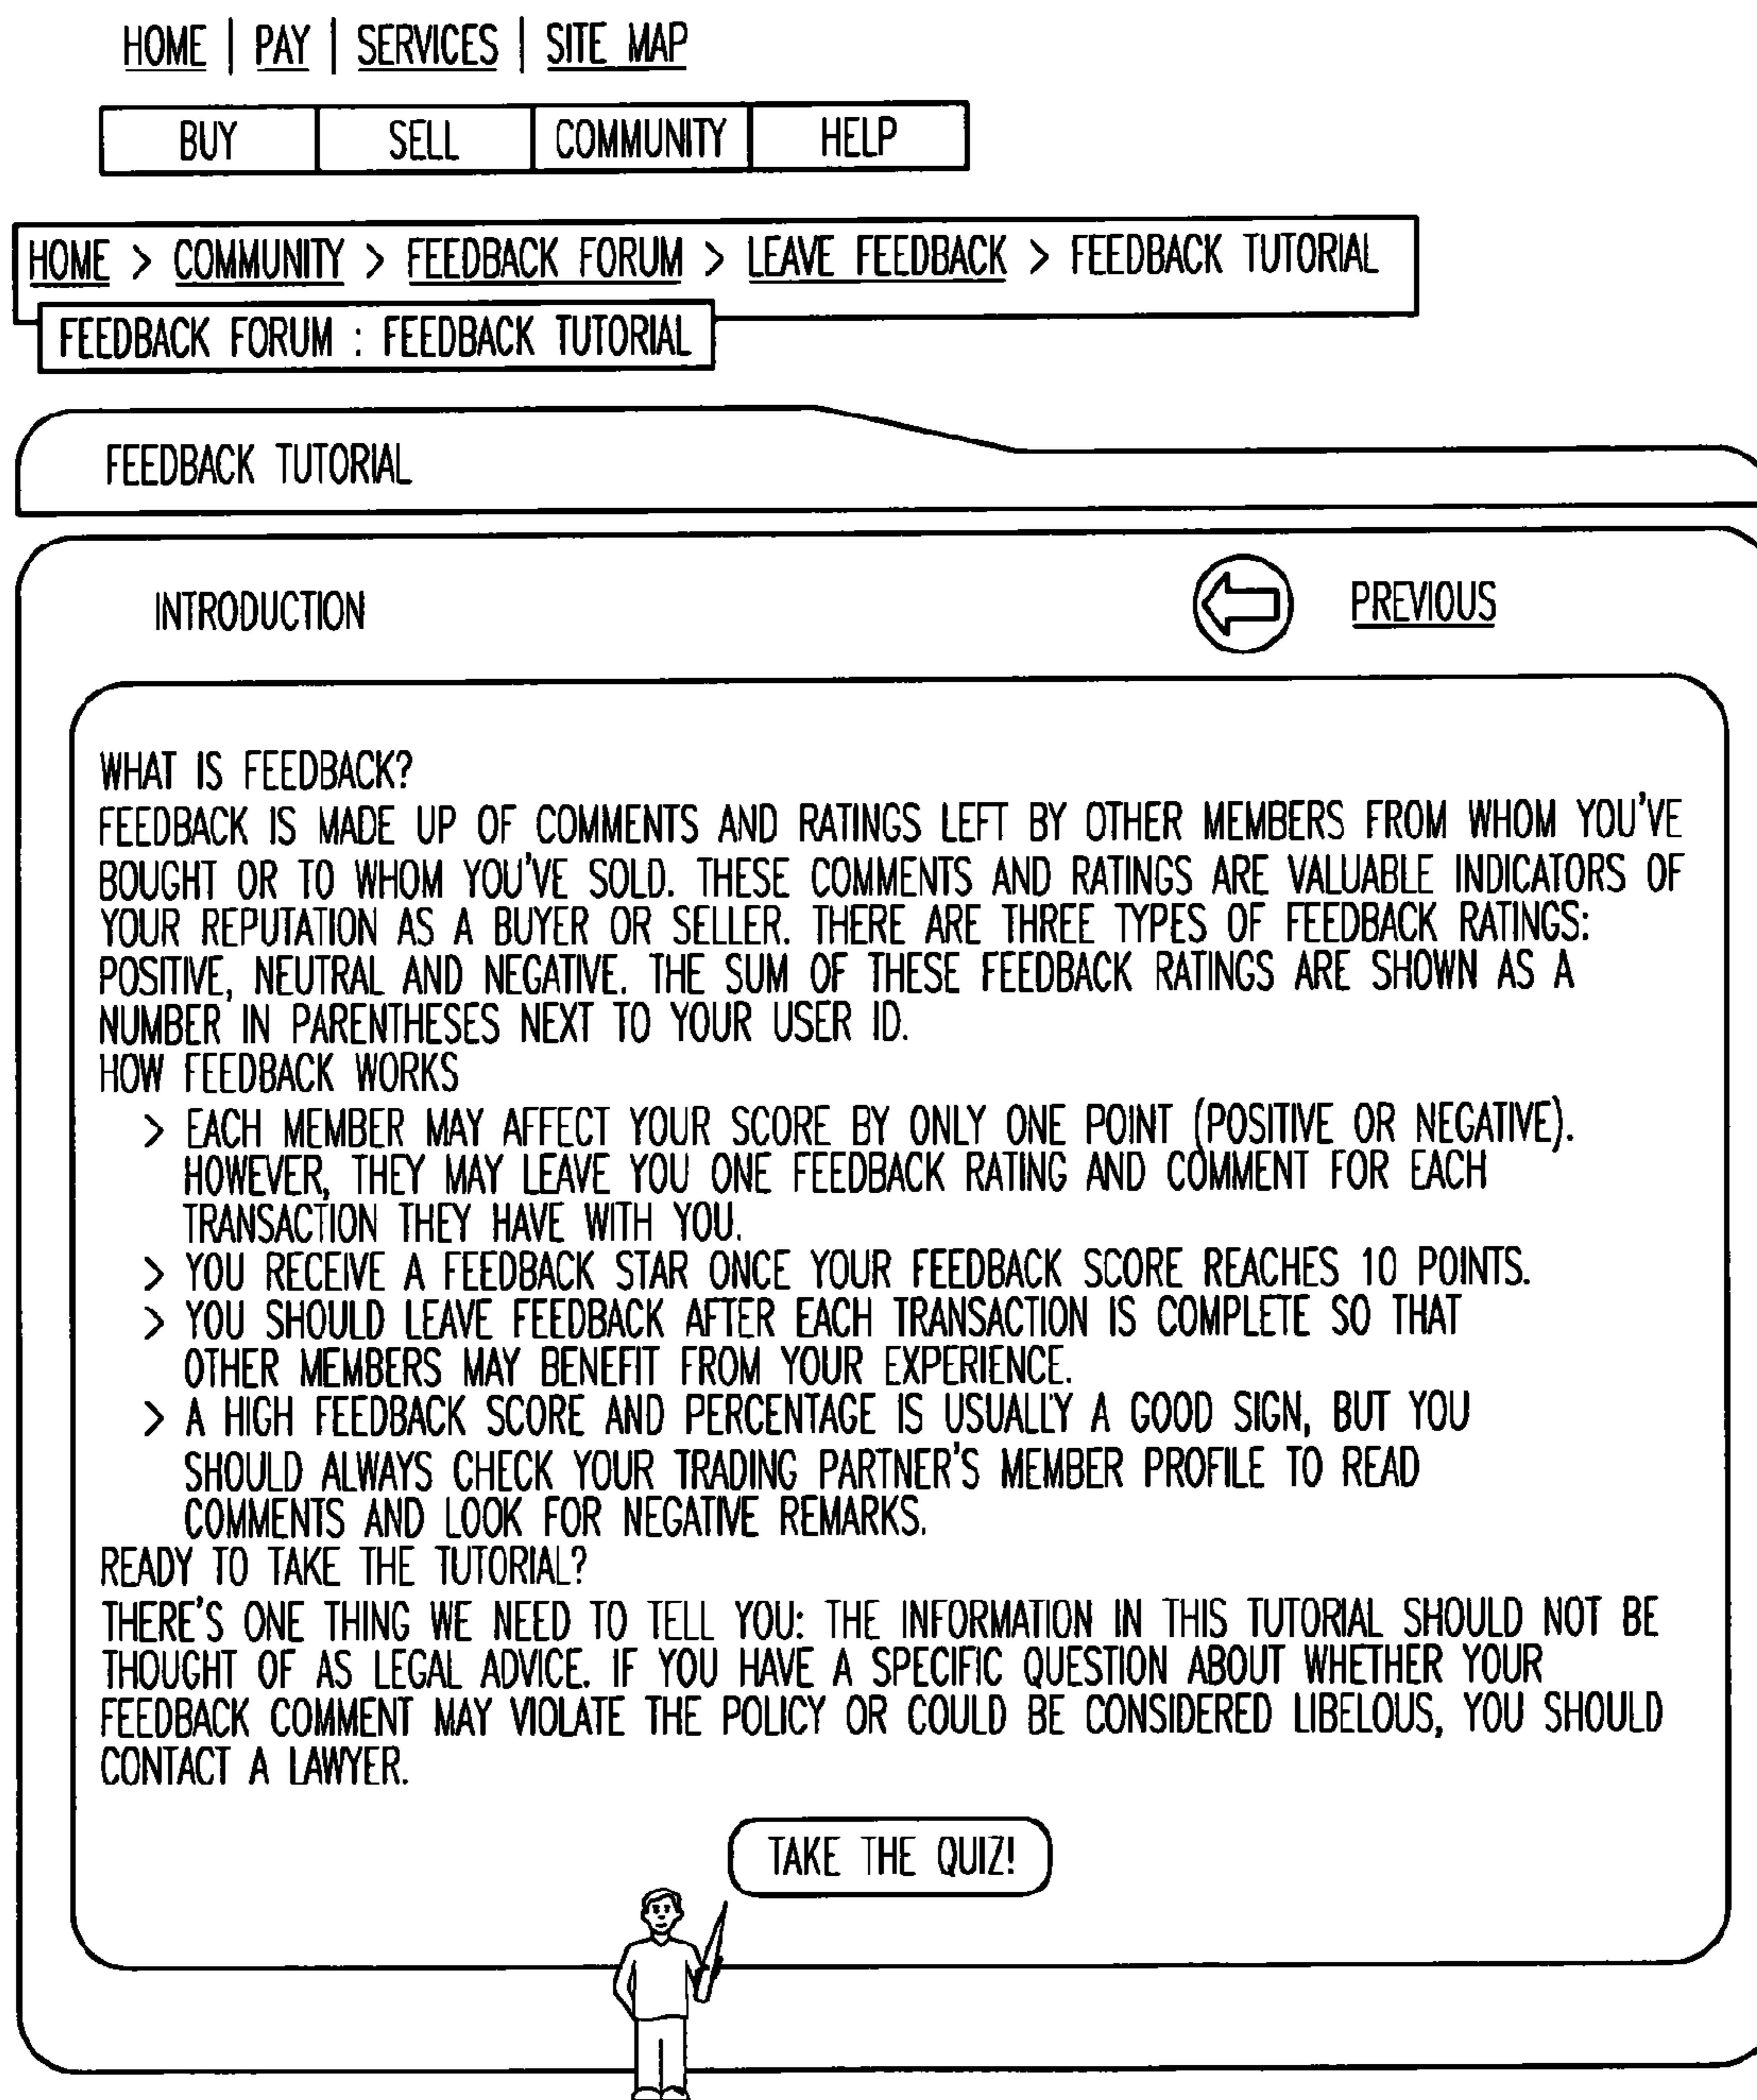 HOME | PAY | SERVICES | SITE MAP
BUY SELL COMMUNITY HELP
HOME > COMMUNITY > FEEDBACK FORUM > LEAVE FEEDBACK > FEEDBACK TUTORIAL
FEEDBACK FORUM : FEEDBACK TUTORIAL
FEEDBACK TUTORIAL
INTRODUCTION PREVIOUS
WHAT IS FEEDBACK?
FEEDBACK IS MADE UP OF COMMENTS AND RATINGS LEFT BY OTHER MEMBERS FROM WHOM YOU'VE
BOUGHT OR TO WHOM YOU'VE SOLD. THESE COMMENTS AND RATINGS ARE VALUABLE INDICATORS OF
YOUR REPUTATION AS A BUYER OR SELLER. THERE ARE THREE TYPES OF FEEDBACK RATINGS:
POSITIVE, NEUTRAL AND NEGATIVE. THE SUM OF THESE FEEDBACK RATINGS ARE SHOWN AS A
NUMBER IN PARENTHESES NEXT TO YOUR USER ID.
HOW FEEDBACK WORKS
> EACH MEMBER MAY AFFECT YOUR SCORE BY ONLY ONE POINT (POSITIVE OR NEGATIVE).
HOWEVER, THEY MAY LEAVE YOU ONE FEEDBACK RATING AND COMMENT FOR EACH
TRANSACTION THEY HAVE WITH YOU.
> YOU RECEIVE A FEEDBACK STAR ONCE YOUR FEEDBACK SCORE REACHES 10 POINTS.
> YOU SHOULD LEAVE FEEDBACK AFTER EACH TRANSACTION IS COMPLETE SO THAT
OTHER MEMBERS MAY BENEFIT FROM YOUR EXPERIENCE.
> A HIGH FEEDBACK SCORE AND PERCENTAGE IS USUALLY A GOOD SIGN, BUT YOU
SHOULD ALWAYS CHECK YOUR TRADING PARTNER'S MEMBER PROFILE TO READ
COMMENTS AND LOOK FOR NEGATIVE REMARKS.
READY TO TAKE THE TUTORIAL?
THERE'S ONE THING WE NEED TO TELL YOU: THE INFORMATION IN THIS TUTORIAL SHOULD NOT BE
THOUGHT OF AS LEGAL ADVICE. IF YOU HAVE A SPECIFIC QUESTION ABOUT WHETHER YOUR
FEEDBACK COMMENT MAY VIOLATE THE POLICY OR COULD BE CONSIDERED LIBELOUS, YOU SHOULD
CONTACT A LAWYER.
TAKE THE QUIZ!